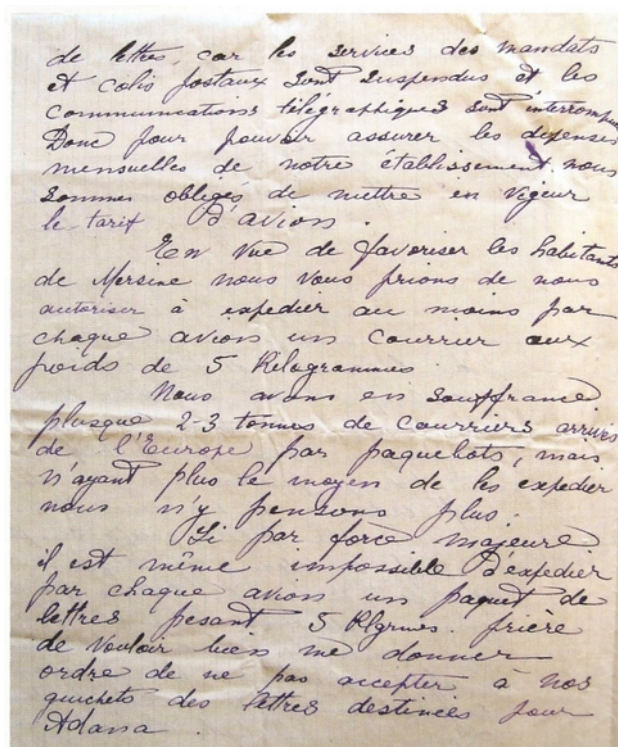 de lettres, car les services des mandats
et colis postaux sont suspendus et les
communications télégraphiques sont interrompues
Donc pour pouvoir assurer les depenses
mensuelles de notre établissement nous
sommes obligés de mettre en vigeur
le tarif d'avion.
En vue de favoriser les habitants
de Mersine nous vous prions de nous
autoriser à expedier au moins par
chaque avion un courrier aux
poids de 5 Kilogrammes
Nous avons en souffrance
plusque 2-3 tonnes de courriers arrivés
de l'Europe par paquebots, mais
n'ayant plus le moyen de les expedier
nous n'y pensons plus.
Si par force majeure
il est même impossible d'expedier
par chaque avion un paquet de
lettres pesant 5 Klgrmes. prière
de vouloir bien me donner
ordre de ne pas accepter à nos
guichets des lettres destinées pour
Adana.